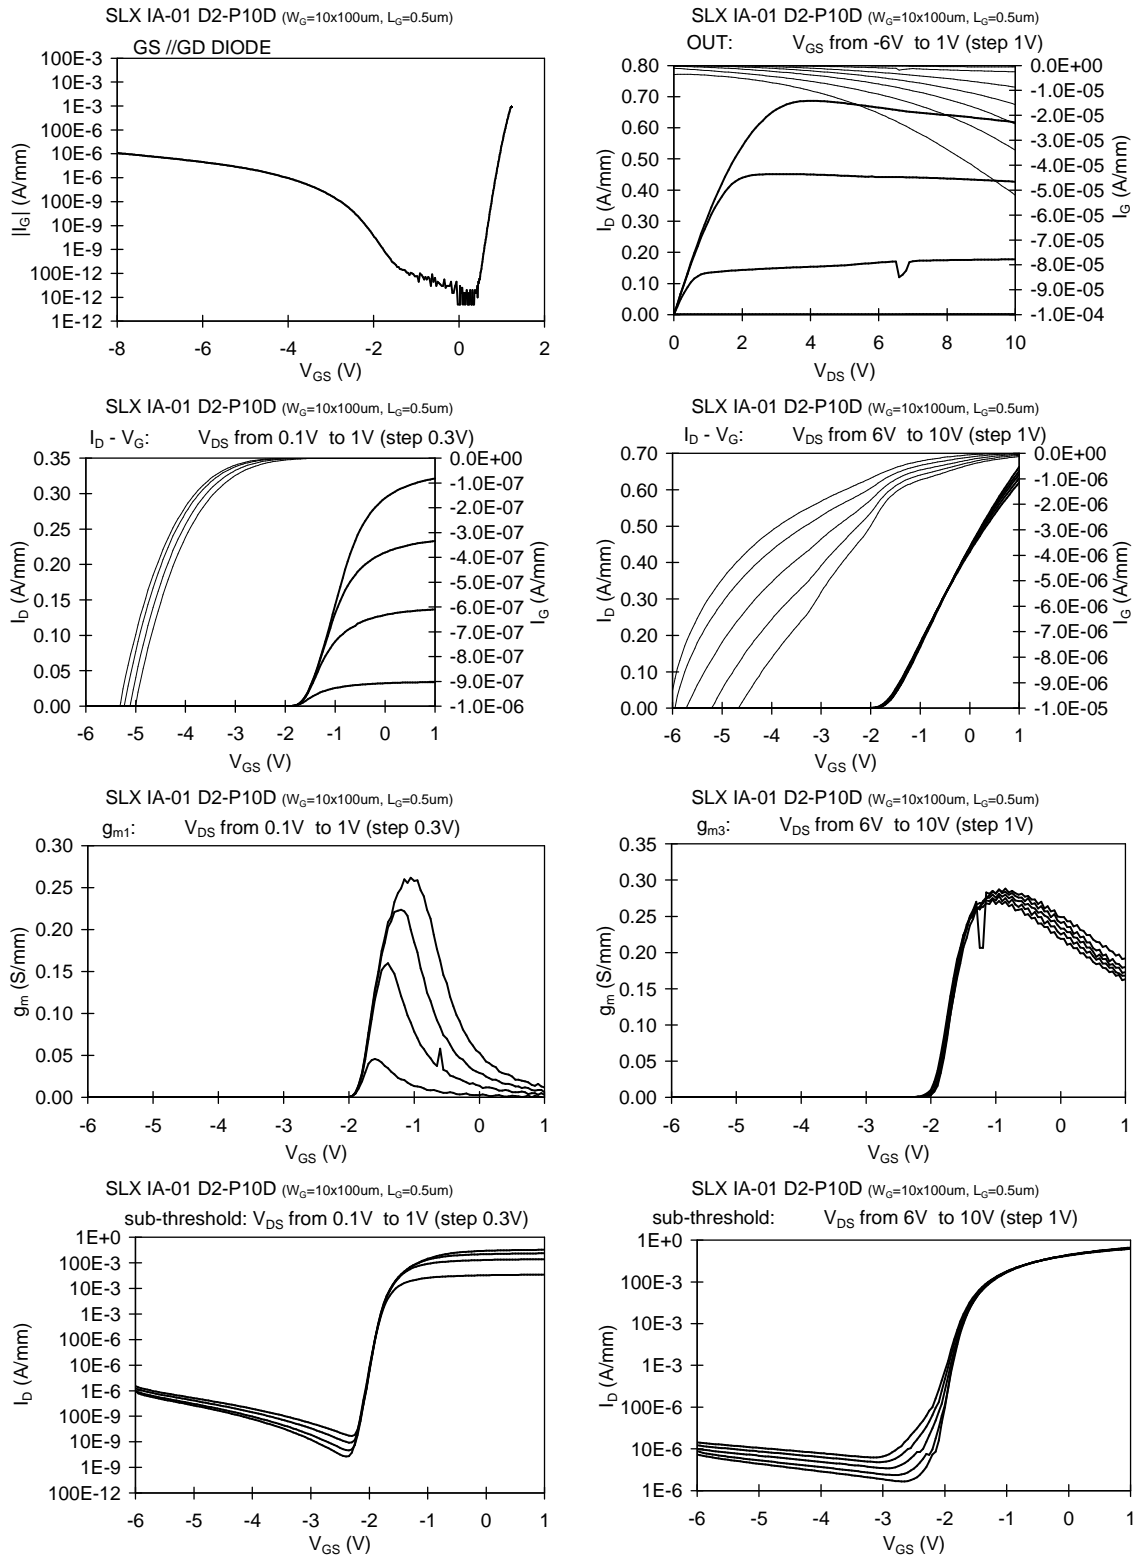 SLX IA-01 D2-P10D (WG=10x100um, LG=0.5um)
GS //GD DIODE
100E-3
10E-3
1E-3
100E-6
10E-6
1E-6
100E-9
10E-9
1E-9
100E-12
10E-12
1E-12
|IG| (A/mm)
-8 -6 -4 -2 0 2
VGS (V)
SLX IA-01 D2-P10D (WG=10x100um, LG=0.5um)
OUT: VGS from -6V to 1V (step 1V)
0.80
0.70
0.60
0.50
0.40
0.30
0.20
0.10
0.00
ID (A/mm)
0.0E+00
-1.0E-05
-2.0E-05
-3.0E-05
-4.0E-05
-5.0E-05
-6.0E-05
-7.0E-05
-8.0E-05
-9.0E-05
-1.0E-04
IG (A/mm)
0 2 4 6 8 10
VDS (V)
SLX IA-01 D2-P10D (WG=10x100um, LG=0.5um)
ID - VG: VDS from 0.1V to 1V (step 0.3V)
0.35
0.30
0.25
0.20
0.15
0.10
0.05
0.00
ID (A/mm)
0.0E+00
-1.0E-07
-2.0E-07
-3.0E-07
-4.0E-07
-5.0E-07
-6.0E-07
-7.0E-07
-8.0E-07
-9.0E-07
-1.0E-06
IG (A/mm)
-6 -5 -4 -3 -2 -1 0 1
VGS (V)
SLX IA-01 D2-P10D (WG=10x100um, LG=0.5um)
ID - VG: VDS from 6V to 10V (step 1V)
0.70
0.60
0.50
0.40
0.30
0.20
0.10
0.00
ID (A/mm)
0.0E+00
-1.0E-06
-2.0E-06
-3.0E-06
-4.0E-06
-5.0E-06
-6.0E-06
-7.0E-06
-8.0E-06
-9.0E-06
-1.0E-05
IG (A/mm)
-6 -5 -4 -3 -2 -1 0 1
VGS (V)
SLX IA-01 D2-P10D (WG=10x100um, LG=0.5um)
gm1: VDS from 0.1V to 1V (step 0.3V)
0.30
0.25
0.20
0.15
0.10
0.05
0.00
gm (S/mm)
-6 -5 -4 -3 -2 -1 0 1
VGS (V)
SLX IA-01 D2-P10D (WG=10x100um, LG=0.5um)
gm3: VDS from 6V to 10V (step 1V)
0.35
0.30
0.25
0.20
0.15
0.10
0.05
0.00
gm (S/mm)
-6 -5 -4 -3 -2 -1 0 1
VGS (V)
SLX IA-01 D2-P10D (WG=10x100um, LG=0.5um)
sub-threshold: VDS from 0.1V to 1V (step 0.3V)
1E+0
100E-3
10E-3
1E-3
100E-6
10E-6
1E-6
100E-9
10E-9
1E-9
100E-12
ID (A/mm)
-6 -5 -4 -3 -2 -1 0 1
VGS (V)
SLX IA-01 D2-P10D (WG=10x100um, LG=0.5um)
sub-threshold: VDS from 6V to 10V (step 1V)
1E+0
100E-3
10E-3
1E-3
100E-6
10E-6
1E-6
ID (A/mm)
-6 -5 -4 -3 -2 -1 0 1
VGS (V)